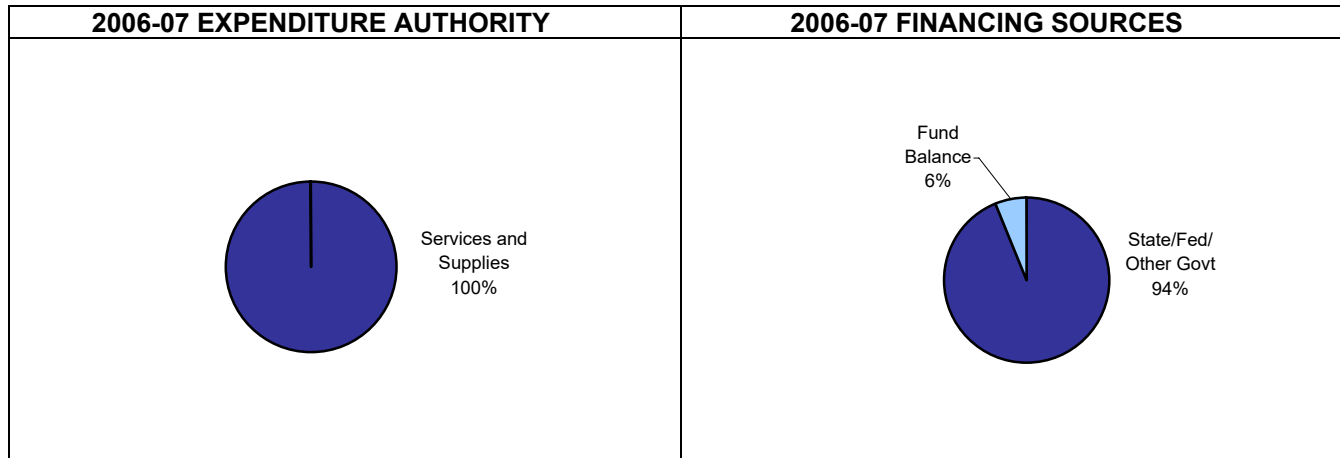 2006-07 EXPENDITURE AUTHORITY
2006-07 FINANCING SOURCES
Services and
Supplies
100%
Fund
Balance
6%
State/Fed/
Other Govt
94%